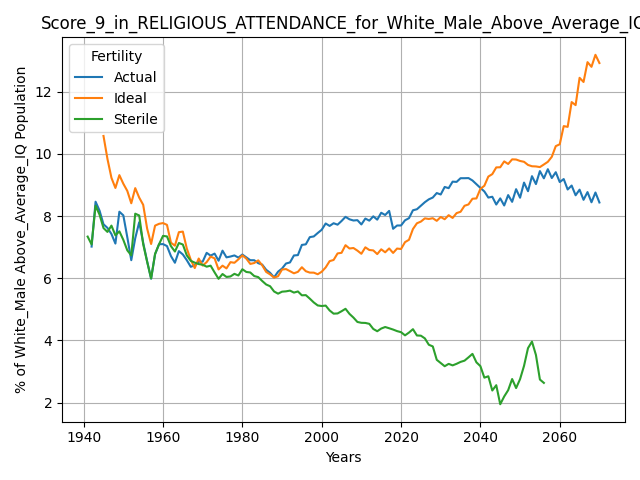 Score_9_in_RELIGIOUS_ATTENDANCE_for_White_Male_Above_Average_IQ
Fertility
Actual
Ideal
Sterile
% of White_Male Above_Average_IQ Population
12
10
8
6
4
2
1940 1960 1980 2000 2020 2040 2060
Years